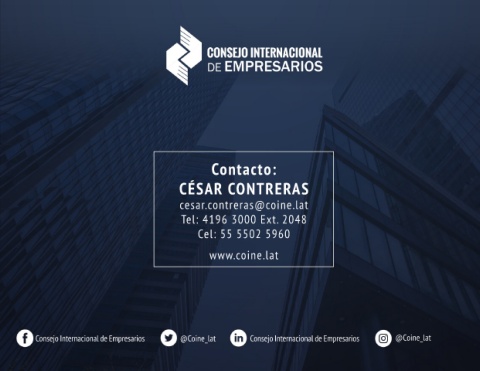 CONSEJO INTERNACIONAL
DE EMPRESARIOS
Contacto:
CÉSAR CONTRERAS
cesar.contreras@coine.lat
Tel: 4196 3000 Ext. 2048
Cel: 55 5502 5960
www.coine.lat
Consejo Internacional de Empresarios @Coine_lat Consejo Internacional de Empresarios @Coine_lat